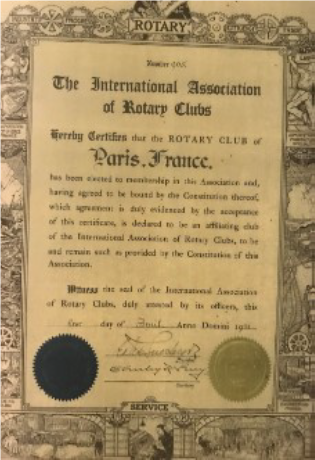 ROTARY
Number
The International Association
of Rotary Clubs
Hereby Certifies that the ROTARY CLUB of
Paris, France.
has been elected to membership in this Association and,
having agreed to be bound by the Constitution thereof,
which agreement is duly evidenced by the acceptance
of this certificate, is declared to be an affiliating club
of the International Association of Rotary Clubs, to be
and remain such as provided by the Constitution of this
Association.
Witness the seal of the International Association
of Rotary Clubs, duly attested by its officers, this
first day of April Anno Domini
SERVICE